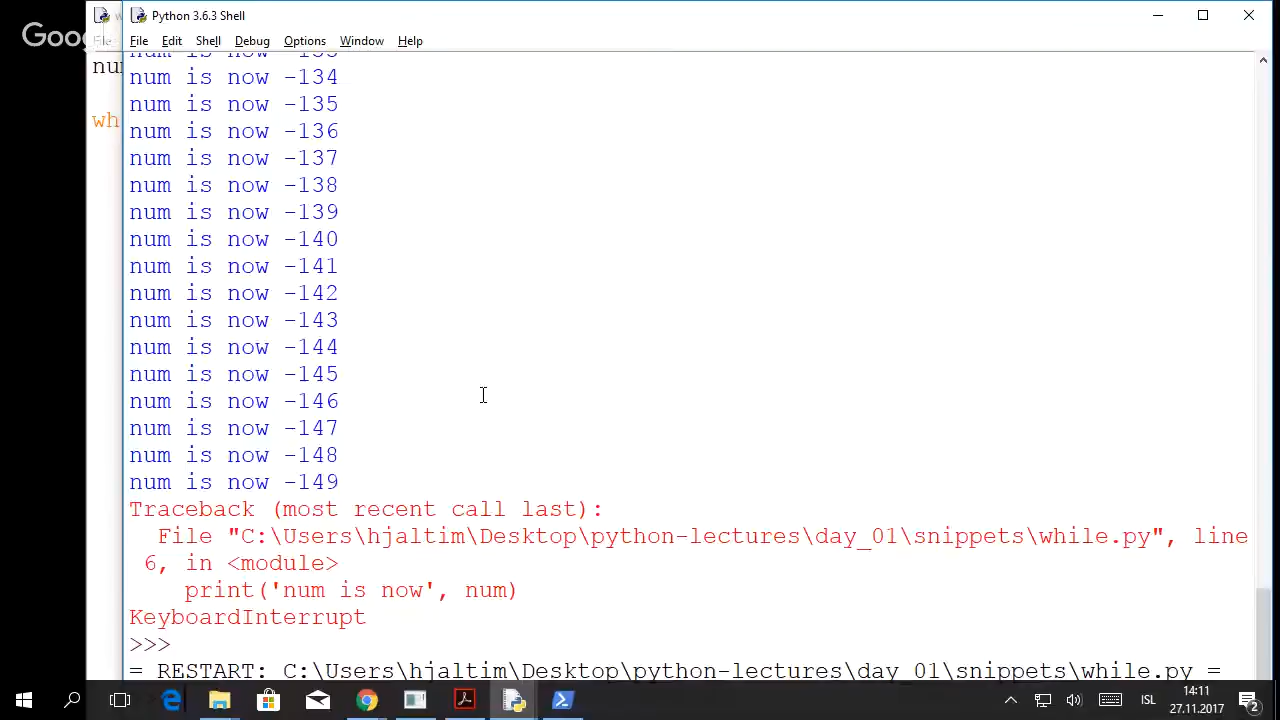 Python 3.6.3 Shell
File Edit Shell Debug Options Window Help
num is now -134
num is now -135
num is now -136
num is now -137
num is now -138
num is now -139
num is now -140
num is now -141
num is now -142
num is now -143
num is now -144
num is now -145
num is now -146
num is now -147
num is now -148
num is now -149
Traceback (most recent call last):
  File "C:\Users\hjaltim\Desktop\python-lectures\day_01\snippets\while.py", line
 6, in <module>
    print('num is now', num)
KeyboardInterrupt
>>>
= RESTART: C:\Users\hjaltim\Desktop\python-lectures\day_01\snippets\while.py =
Goog
num
wh
ISL
14:11
27.11.2017
2